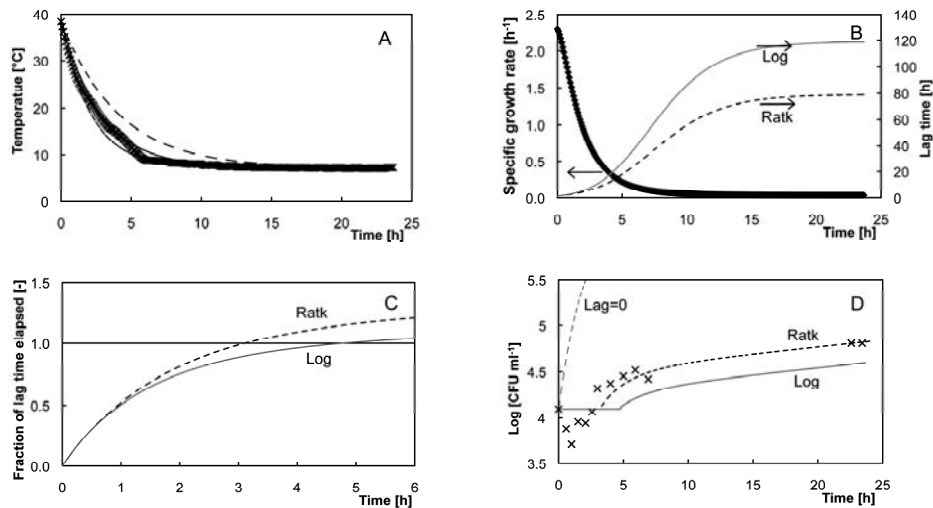 A
Temperatue [°C]
40
30
20
10
0
0 5 10 15 20 25
Time [h]
B
Specific growth rate [h-1]
2.5
2.0
1.5
1.0
0.5
0.0
Log
Ratk
140
120
100
80
60
40
20
0
Lag time [h]
0 5 10 15 20 25
Time [h]
C
Fraction of lag time elapsed [-]
1.5
1.0
0.5
0.0
Ratk
Log
0 1 2 3 4 5 6
Time [h]
D
Log [CFU ml-1]
5.5
5
4.5
4
3.5
Lag=0
Ratk
Log
0 5 10 15 20 25
Time [h]